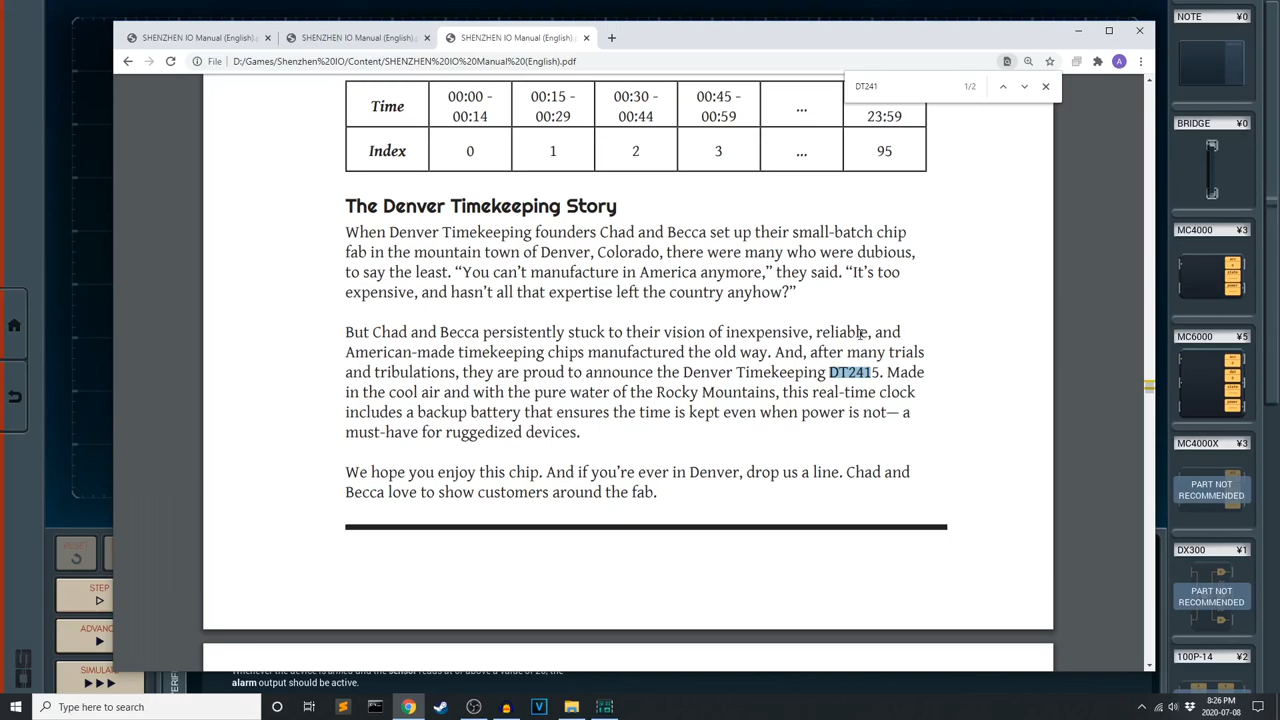 SHENZHEN IO Manual (English).p
SHENZHEN IO Manual (English).p
SHENZHEN IO Manual (English).p
File D:/Games/Shenzhen%20IO/Content/SHENZHEN%20IO%20Manual%20(English).pdf
A
DT241 1/2
Time 00:00 - 00:15 - 00:30 - 00:45 - ...
00:14 00:29 00:44 00:59 23:59
Index 0 1 2 3 ... 95
The Denver Timekeeping Story
When Denver Timekeeping founders Chad and Becca set up their small-batch chip
fab in the mountain town of Denver, Colorado, there were many who were dubious,
to say the least. “You can’t manufacture in America anymore,” they said. “It’s too
expensive, and hasn’t all that expertise left the country anyhow?”
But Chad and Becca persistently stuck to their vision of inexpensive, reliable, and
American-made timekeeping chips manufactured the old way. And, after many trials
and tribulations, they are proud to announce the Denver Timekeeping DT2415. Made
in the cool air and with the pure water of the Rocky Mountains, this real-time clock
includes a backup battery that ensures the time is kept even when power is not— a
must-have for ruggedized devices.
We hope you enjoy this chip. And if you’re ever in Denver, drop us a line. Chad and
Becca love to show customers around the fab.
NOTE ¥0
BRIDGE ¥0
MC4000 ¥3
MC6000 ¥5
MC4000X ¥3
PART NOT
RECOMMENDED
DX300 ¥1
PART NOT
RECOMMENDED
100P-14 ¥2
RESET
STEP
ADVANC
SIMULATE
alarm output should be active.
Type here to search
8:26 PM
2020-07-08